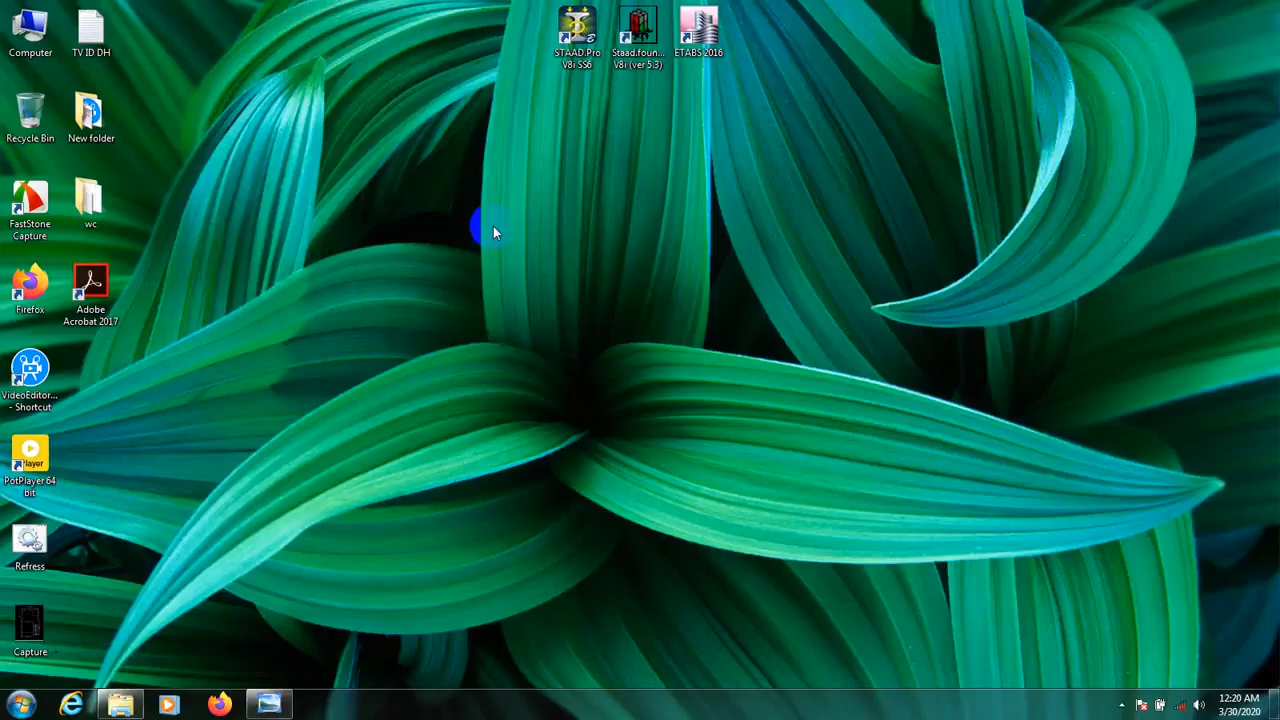 Computer
TV ID DH
STAAD.Pro
V8i SS6
Staad.foun...
V8i (ver 5.3)
ETABS 2016
Recycle Bin
New folder
FastStone
Capture
wc
Firefox
Adobe
Acrobat 2017
VideoEditor...
- Shortcut
Player
PotPlayer 64
bit
Refress
Capture
12:20 AM
3/30/2020